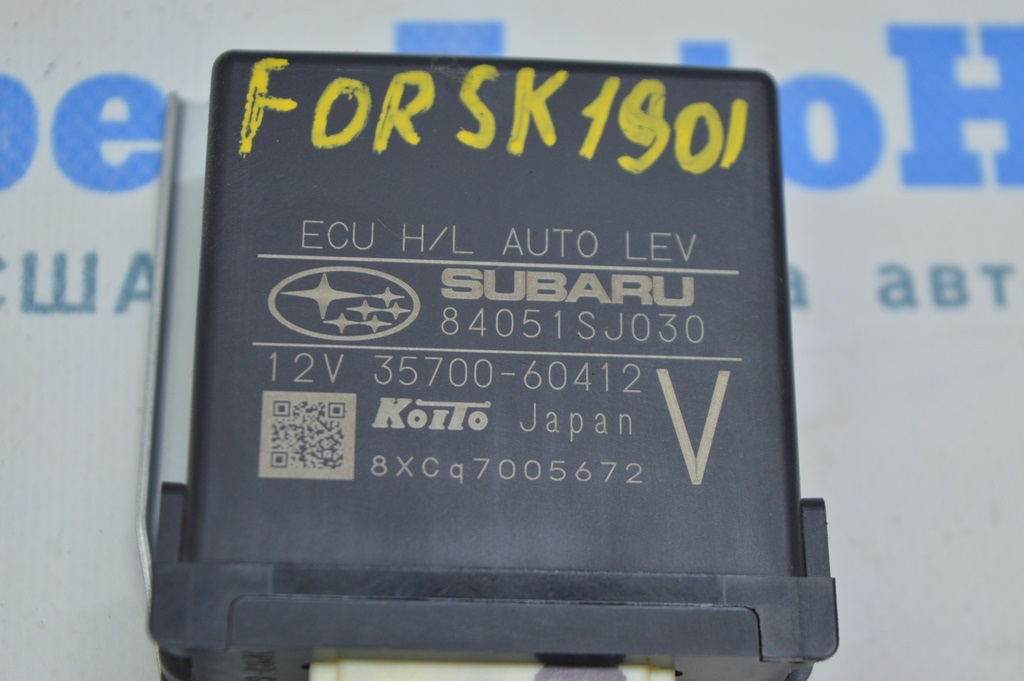 FORSK1901
ECU H/L AUTO LEV
SUBARU
84051SJ030
12V 35700-60412
V
KOITO Japan
8XCq7005672